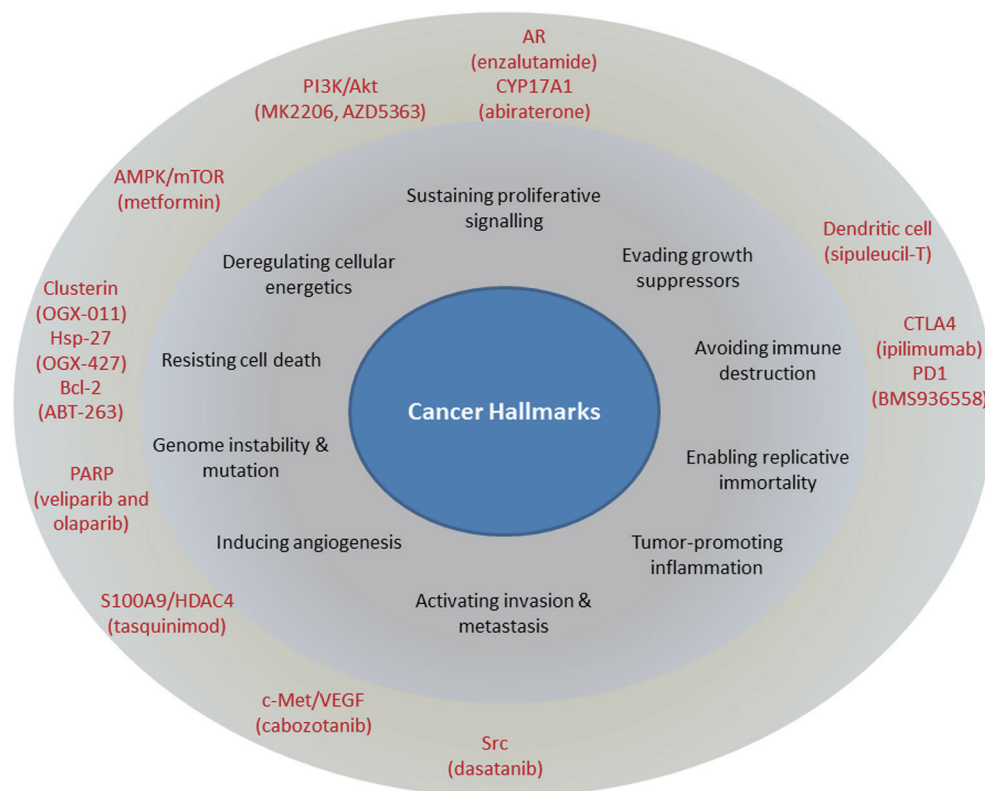 AR
(enzalutamide)
CYP17A1
(abiraterone)
PI3K/Akt
(MK2206, AZD5363)
AMPK/mTOR
(metformin)
Clusterin
(OGX-011)
Hsp-27
(OGX-427)
Bcl-2
(ABT-263)
PARP
(veliparib and
olaparib)
S100A9/HDAC4
(tasquinimod)
c-Met/VEGF
(cabozotanib)
Src
(dasatanib)
Dendritic cell
(sipuleucil-T)
CTLA4
(ipilimumab)
PD1
(BMS936558)
Sustaining proliferative
signalling
Evading growth
suppressors
Avoiding immune
destruction
Enabling replicative
immortality
Tumor-promoting
inflammation
Activating invasion &
metastasis
Inducing angiogenesis
Genome instability &
mutation
Resisting cell death
Deregulating cellular
energetics
Cancer Hallmarks